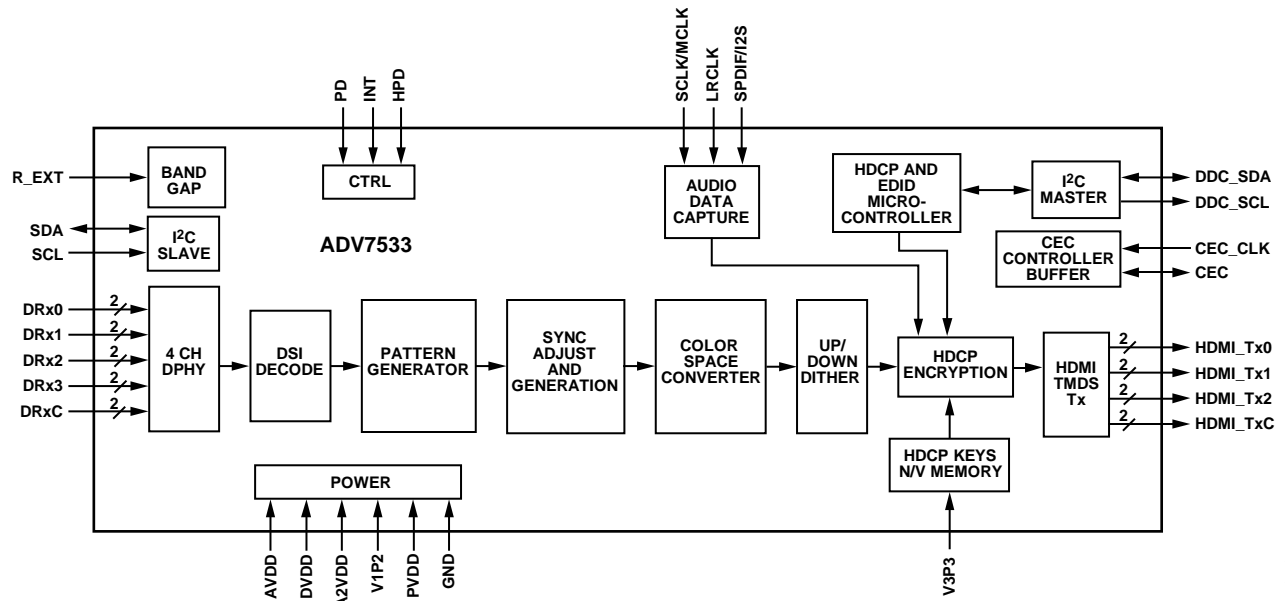 PD
INT
HPD
SCLK/MCLK
LRCLK
SPDIF/I2S
R_EXT
BAND
GAP
CTRL
AUDIO
DATA
CAPTURE
HDCP AND
EDID
MICRO-
CONTROLLER
I2C
MASTER
DDC_SDA
DDC_SCL
SDA
SCL
I2C
SLAVE
ADV7533
CEC
CONTROLLER
BUFFER
CEC_CLK
CEC
DRx0
2
DRx1
2
DRx2
2
DRx3
2
DRxC
2
4 CH
DPHY
DSI
DECODE
PATTERN
GENERATOR
SYNC
ADJUST
AND
GENERATION
COLOR
SPACE
CONVERTER
UP/
DOWN
DITHER
HDCP
ENCRYPTION
HDMI
TMDS
Tx
2
HDMI_Tx0
2
HDMI_Tx1
2
HDMI_Tx2
2
HDMI_TxC
HDCP KEYS
N/V MEMORY
POWER
AVDD
DVDD
A2VDD
V1P2
PVDD
GND
V3P3